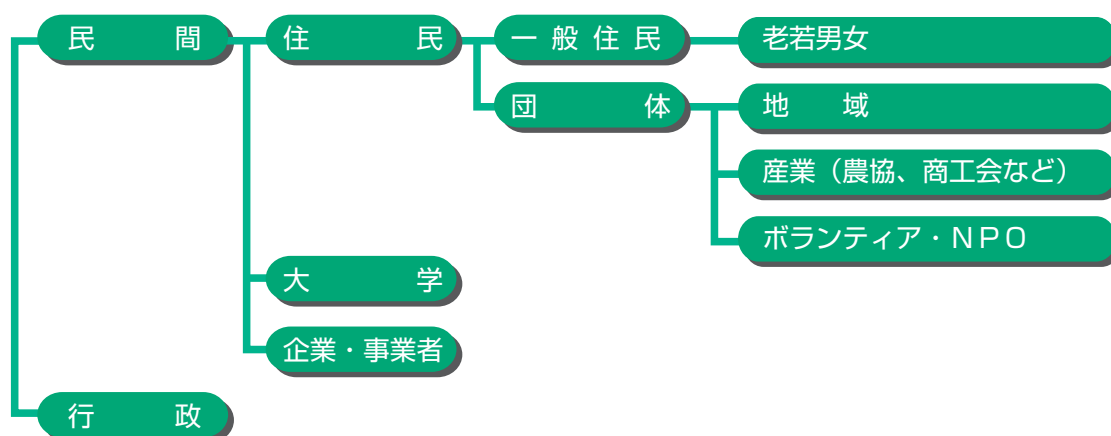 民間
住民
一般住民
老若男女
団体
地域
産業（農協、商工会など）
ボランティア・ＮＰＯ
大学
企業・事業者
行政